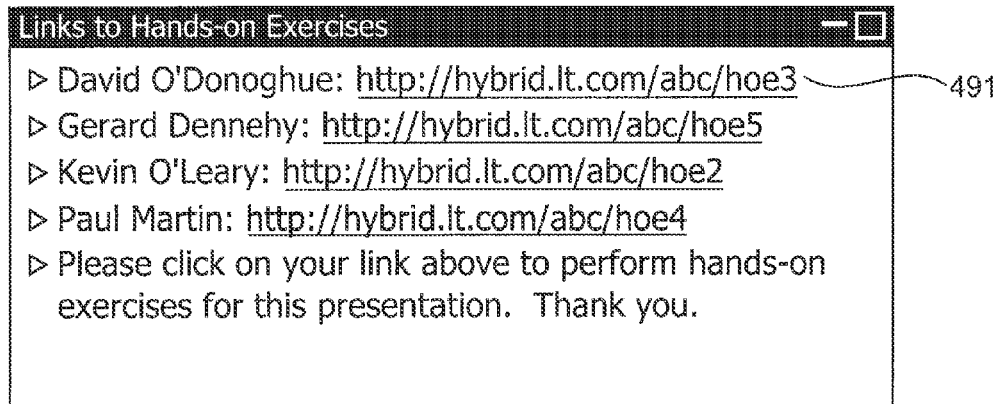 Links to Hands-on Exercises
▷ David O'Donoghue: http://hybrid.lt.com/abc/hoe3
491
▷ Gerard Dennehy: http://hybrid.lt.com/abc/hoe5
▷ Kevin O'Leary: http://hybrid.lt.com/abc/hoe2
▷ Paul Martin: http://hybrid.lt.com/abc/hoe4
▷ Please click on your link above to perform hands-on
exercises for this presentation. Thank you.